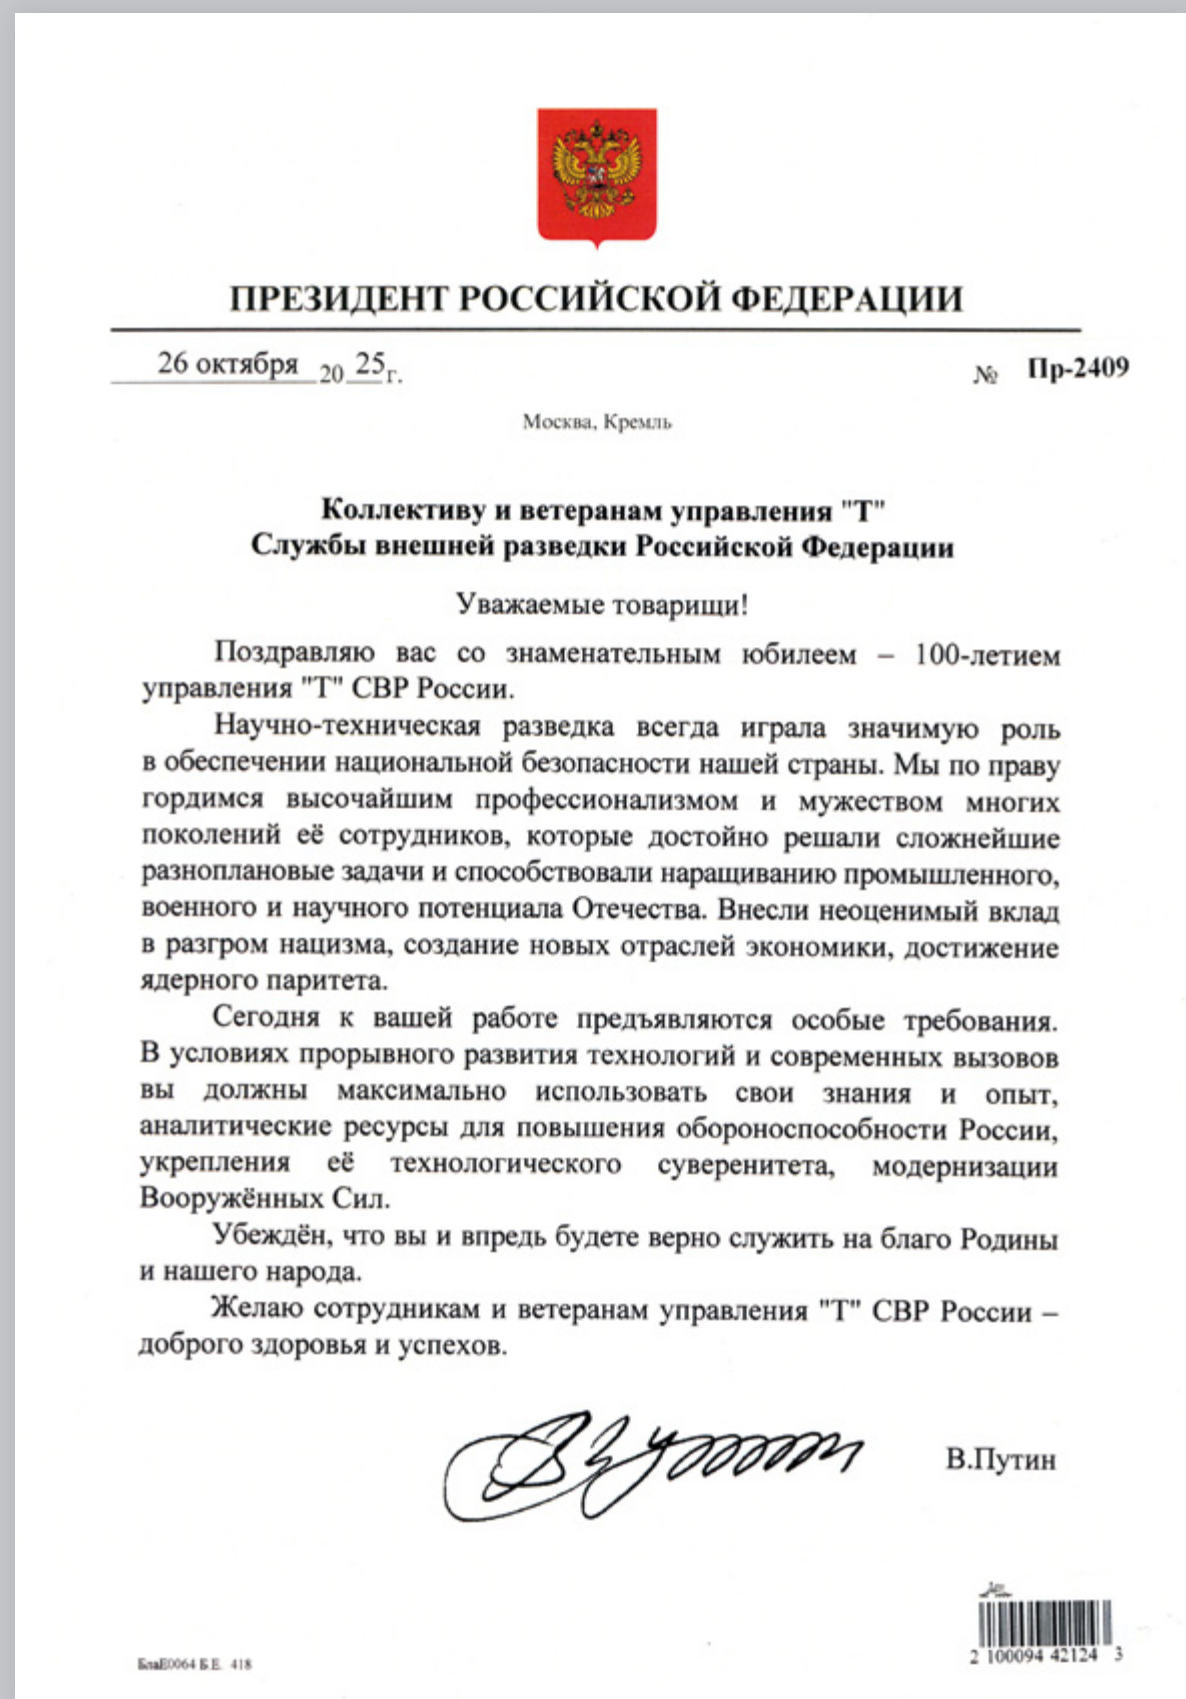 ПРЕЗИДЕНТ РОССИЙСКОЙ ФЕДЕРАЦИИ
26 октября 20 25 г.
№ Пр-2409
Москва, Кремль
Коллективу и ветеранам управления "Т"
Службы внешней разведки Российской Федерации
Уважаемые товарищи!
Поздравляю вас со знаменательным юбилеем – 100-летием
управления "Т" СВР России.
Научно-техническая разведка всегда играла значимую роль
в обеспечении национальной безопасности нашей страны. Мы по праву
гордимся высочайшим профессионализмом и мужеством многих
поколений её сотрудников, которые достойно решали сложнейшие
разноплановые задачи и способствовали наращиванию промышленного,
военного и научного потенциала Отечества. Внесли неоценимый вклад
в разгром нацизма, создание новых отраслей экономики, достижение
ядерного паритета.
Сегодня к вашей работе предъявляются особые требования.
В условиях прорывного развития технологий и современных вызовов
вы должны максимально использовать свои знания и опыт,
аналитические ресурсы для повышения обороноспособности России,
укрепления её технологического суверенитета, модернизации
Вооружённых Сил.
Убеждён, что вы и впредь будете верно служить на благо Родины
и нашего народа.
Желаю сотрудникам и ветеранам управления "Т" СВР России –
доброго здоровья и успехов.
В.Путин
2 100094 42124 3
БлаЕ0064 Б.Е. 418